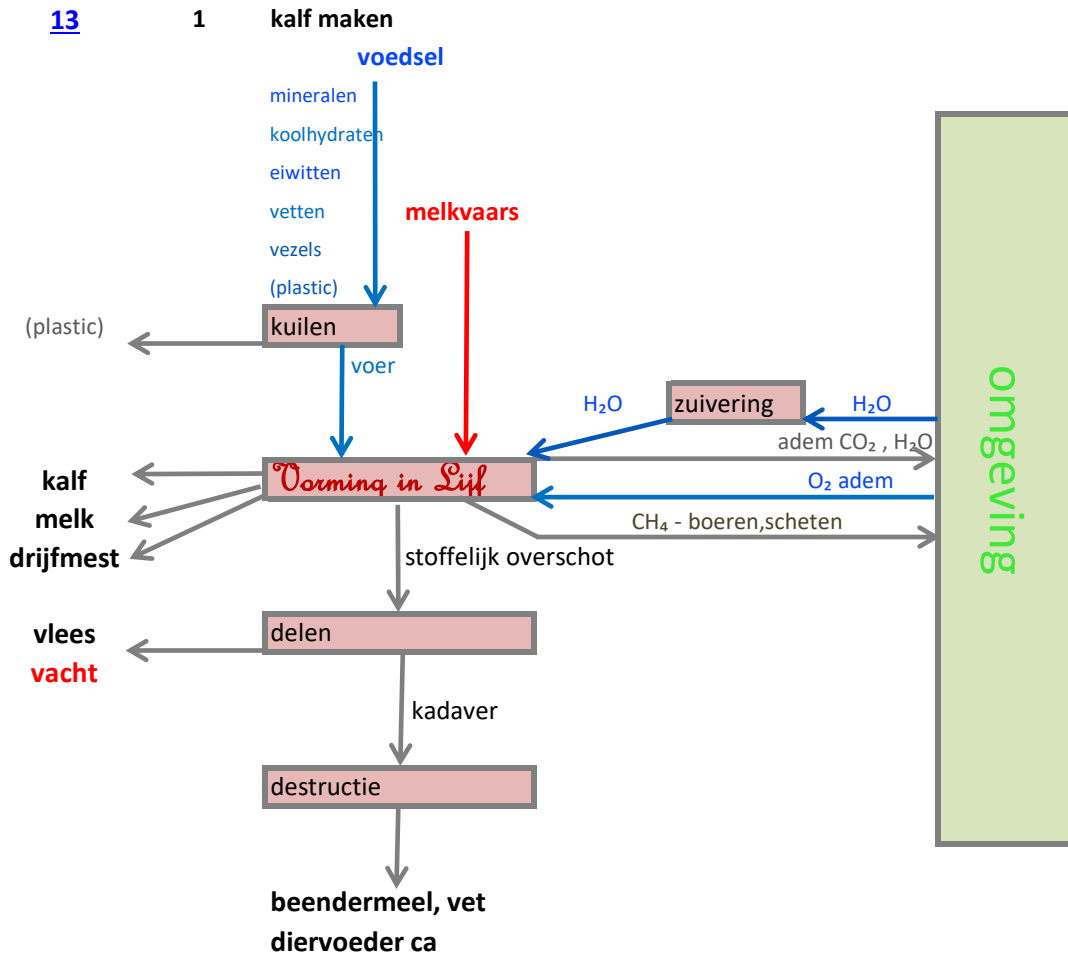 13 1 kalf maken
voedsel
mineralen
koolhydraten
eiwitten
vetten
melkvaars
vezels
(plastic)
kuilen
(plastic)
voer
H₂O
zuivering
H₂O
adem CO₂ , H₂O
Vorming in Lijf
kalf
O₂ adem
melk
CH₄ - boeren,scheten
drijfmest
stoffelijk overschot
omgeving
delen
vlees
vacht
kadaver
destructie
beendermeel, vet
diervoeder ca